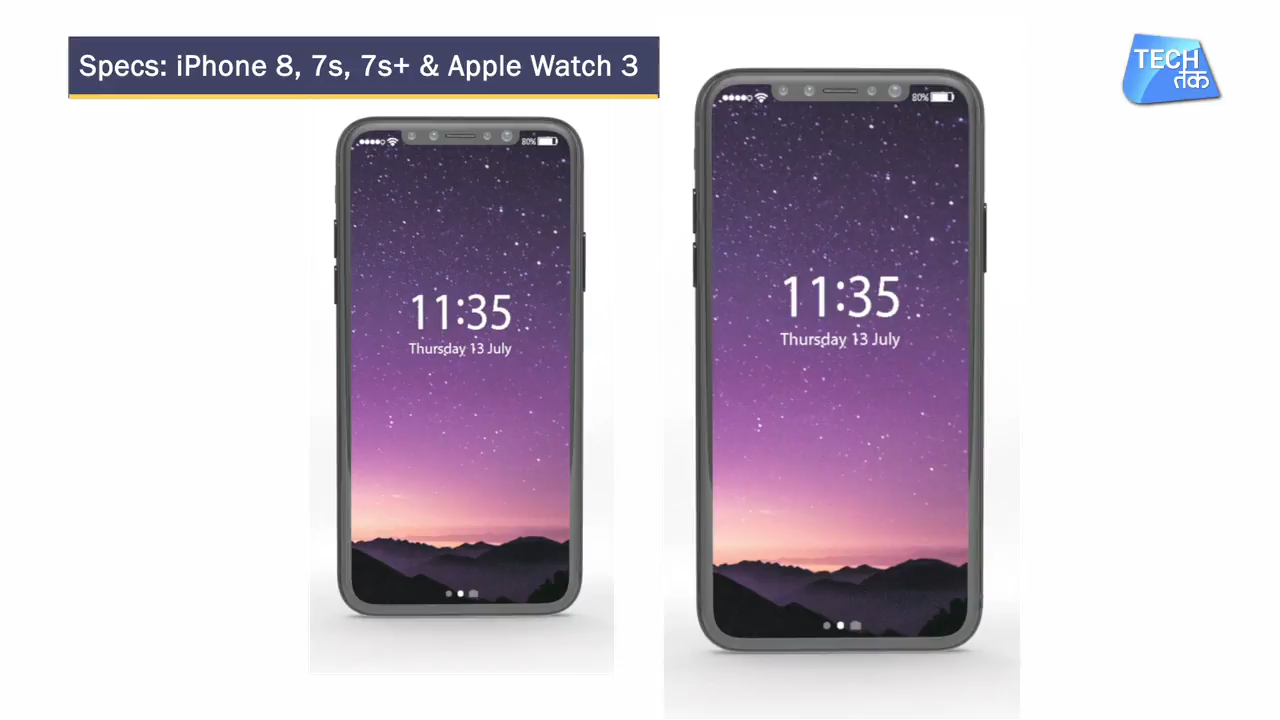 Specs: iPhone 8, 7s, 7s+ & Apple Watch 3
TECH
तक
80%
11:35
Thursday 13 July
80%
11:35
Thursday 13 July